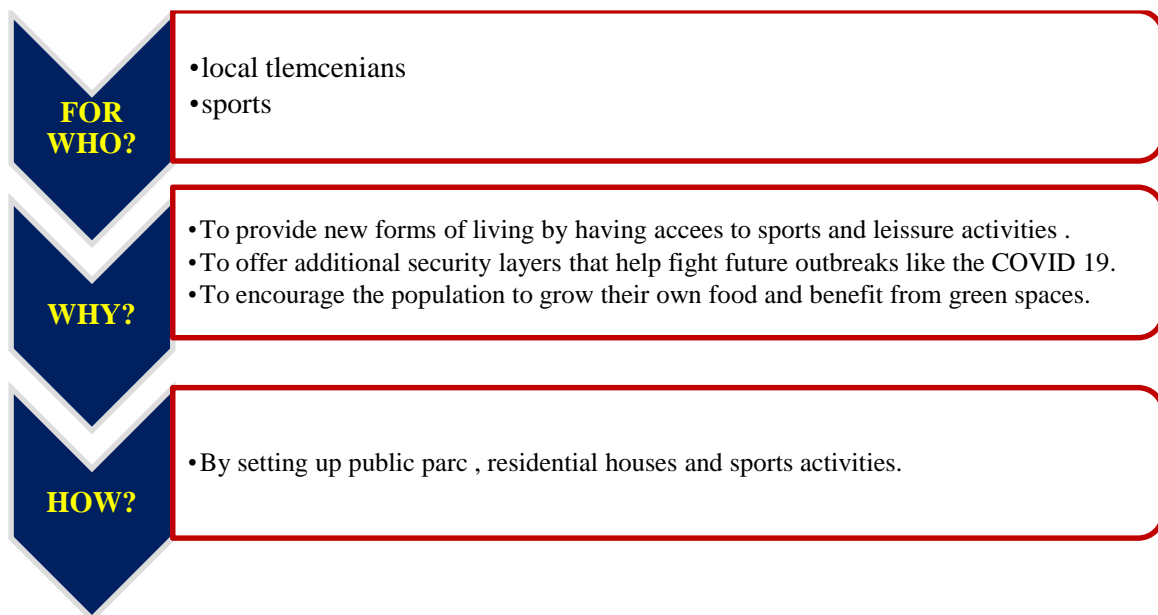 FOR
WHO?
•local tlemcenians
•sports
WHY?
•To provide new forms of living by having accees to sports and leissure activities .
•To offer additional security layers that help fight future outbreaks like the COVID 19.
•To encourage the population to grow their own food and benefit from green spaces.
HOW?
•By setting up public parc , residential houses and sports activities.